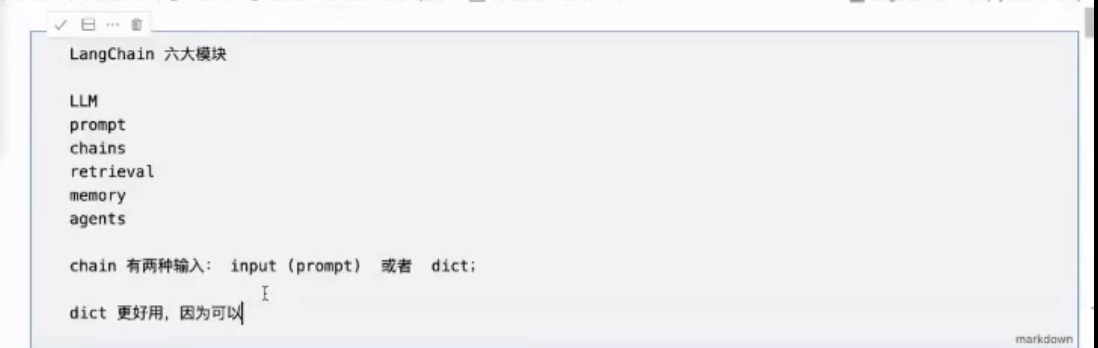 LangChain 六大模块
LLM
prompt
chains
retrieval
memory
agents
chain 有两种输入： input (prompt) 或者 dict;
dict 更好用，因为可以
markdown